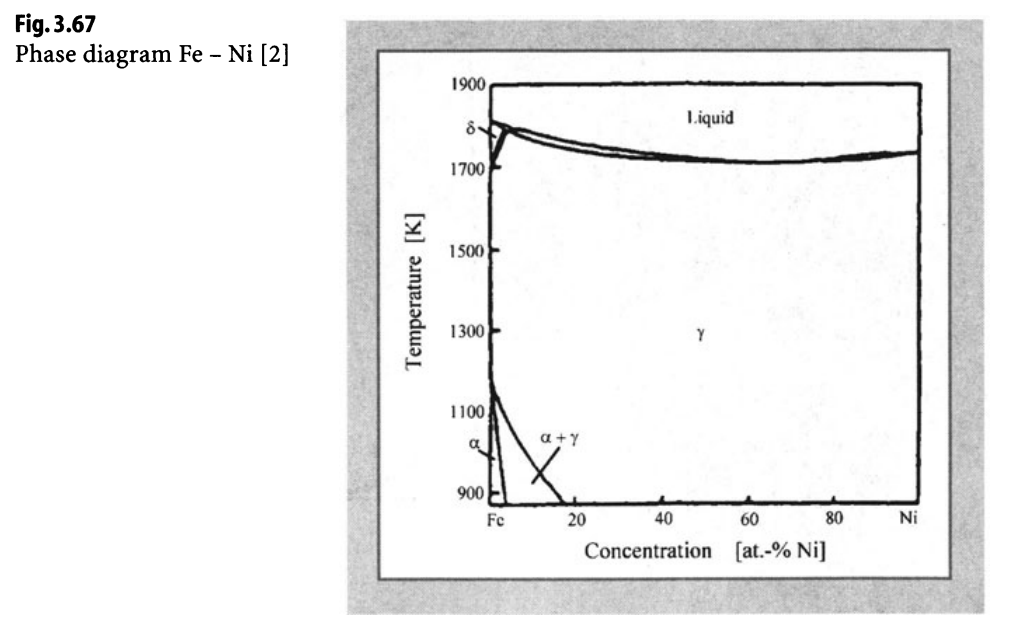 Fig. 3.67
Phase diagram Fe – Ni [2]
1900
Liquid
δ
1700
1500
Temperature [K]
1300
γ
1100
α + γ
α
900
Fe
20
40
60
80
Ni
Concentration [at.-% Ni]